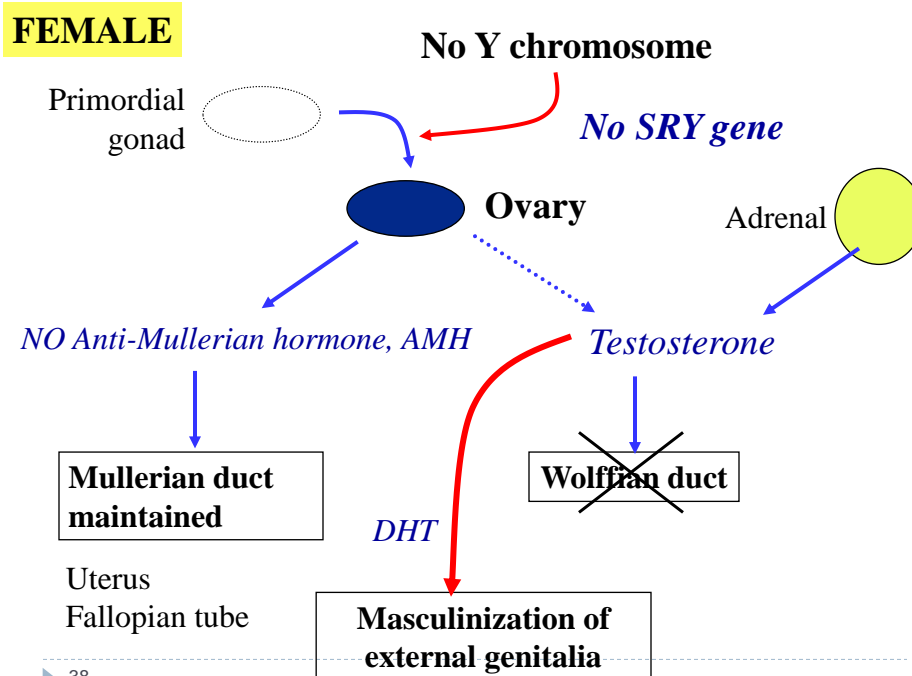 FEMALE
No Y chromosome
Primordial
gonad
No SRY gene
Ovary
Adrenal
NO Anti-Mullerian hormone, AMH
Testosterone
Mullerian duct
maintained
Wolffian duct
DHT
Uterus
Fallopian tube
Masculinization of
external genitalia
38